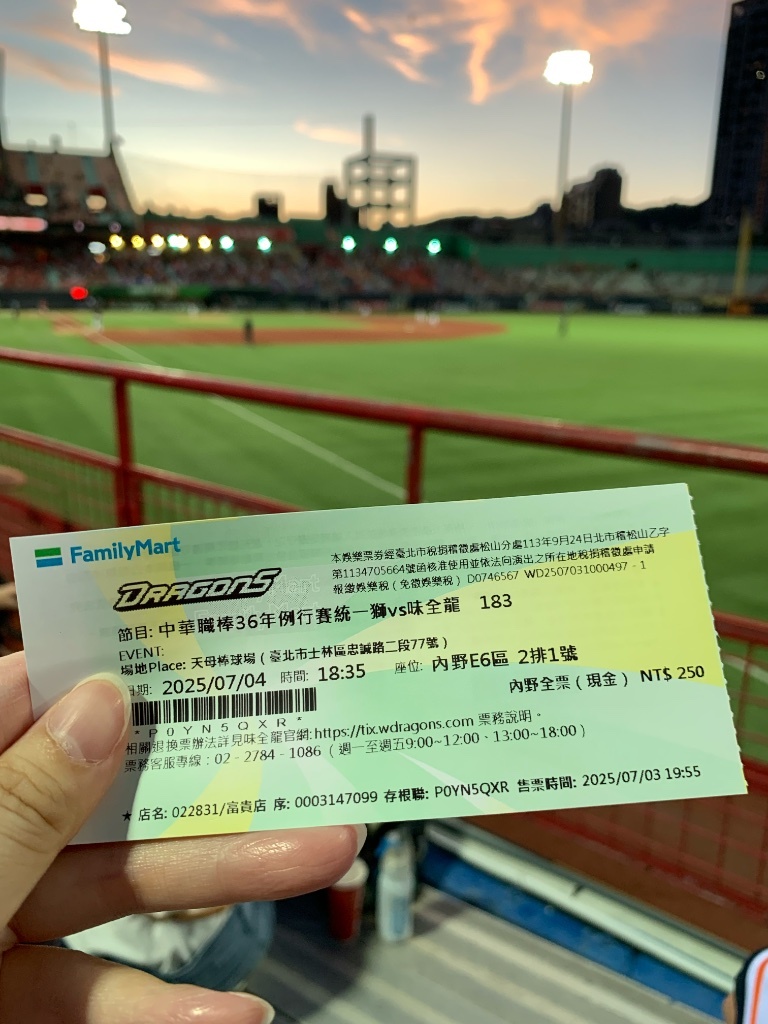 FamilyMart
本娛樂票券經臺北市稅捐稽徵處松山分處113年9月24日北市稽松山乙字
第1134705664號函核准使用並依法向演出之所在地稅捐稽徵處申請
報繳娛樂稅(免徵娛樂稅) D0746567 WD2507031000497 - 1
DRAGONS
節目: 中華職棒36年例行賽統一獅vs味全龍 183
EVENT:
場地Place: 天母棒球場(臺北市士林區忠誠路二段77號)
日期: 2025/07/04 時間: 18:35 座位: 內野E6區 2排1號
內野全票(現金) NT$ 250
*P0YN5QXR*
相關退換票辦法詳見味全龍官網:https://tix.wdragons.com 票務說明。
票務客服專線:02 - 2784 - 1086 (週一至週五9:00~12:00、13:00~18:00)
★ 店名: 022831/富貴店 序: 0003147099 存根聯: P0YN5QXR 售票時間: 2025/07/03 19:55